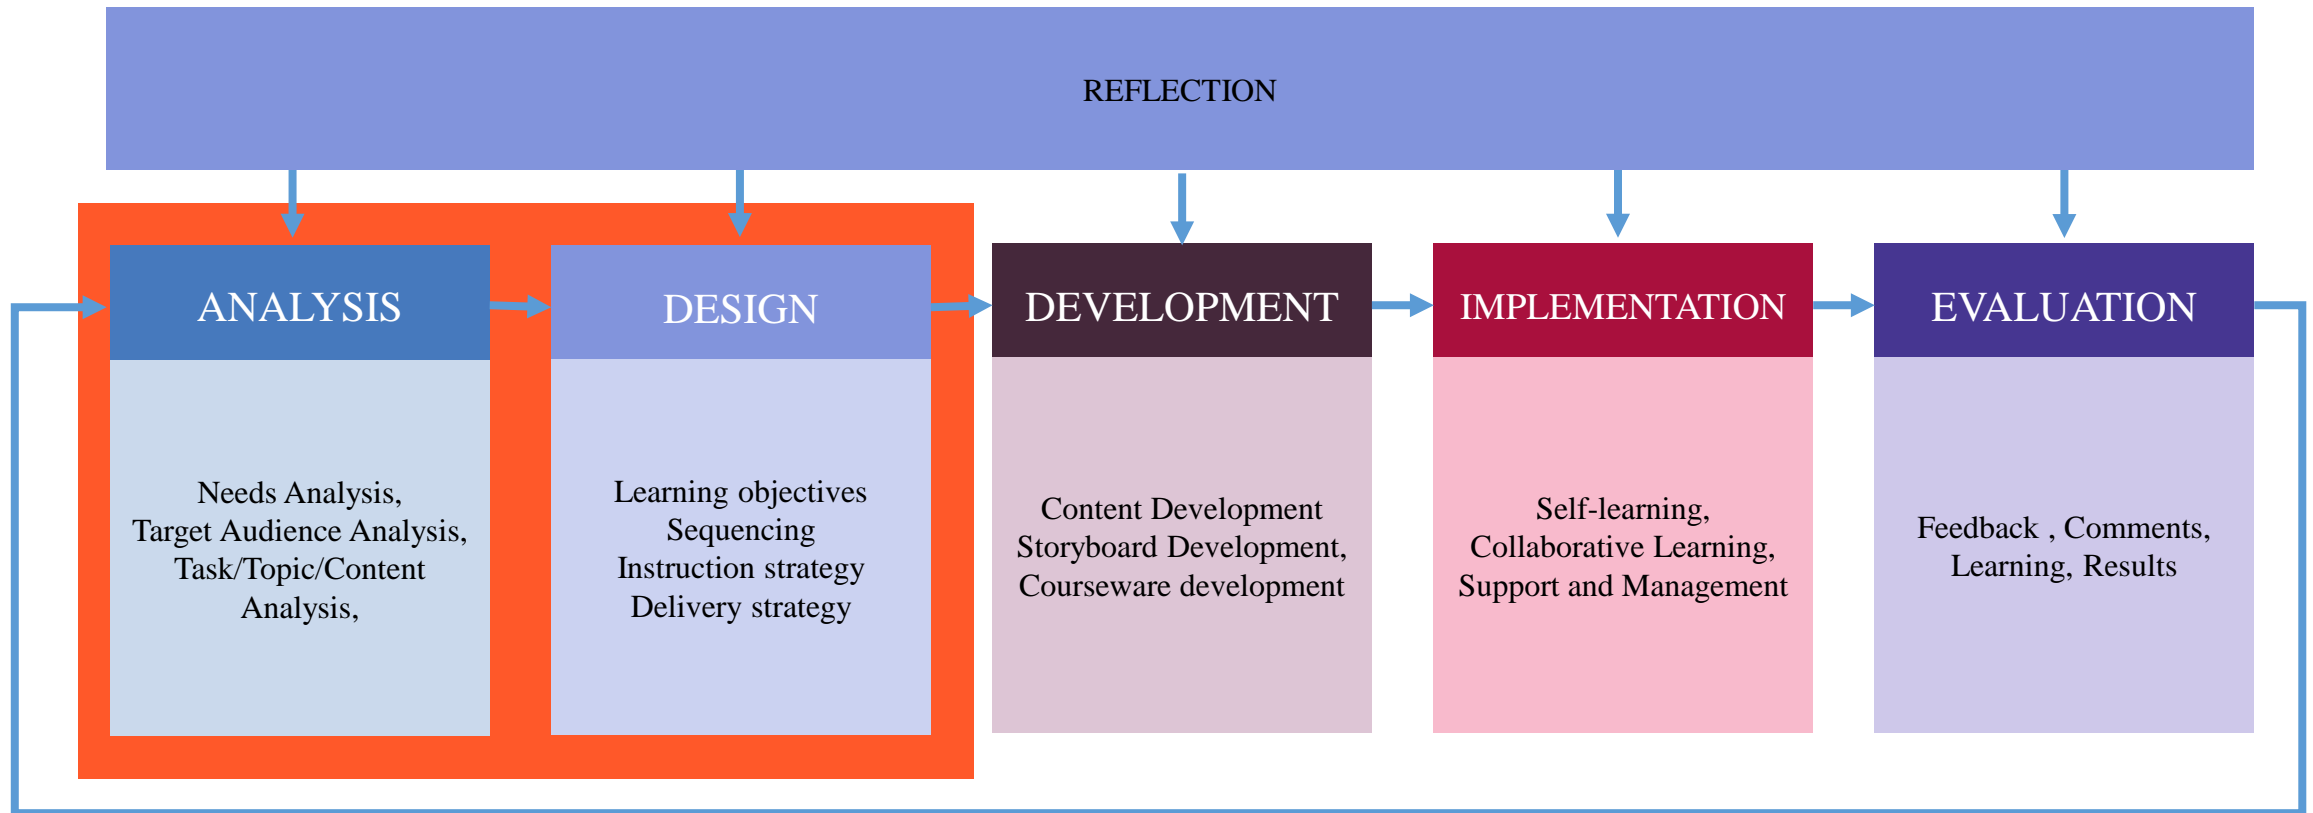 REFLECTION
ANALYSIS
Needs Analysis,
Target Audience Analysis,
Task/Topic/Content
Analysis,
DESIGN
Learning objectives
Sequencing
Instruction strategy
Delivery strategy
DEVELOPMENT
Content Development
Storyboard Development,
Courseware development
IMPLEMENTATION
Self-learning,
Collaborative Learning,
Support and Management
EVALUATION
Feedback , Comments,
Learning, Results